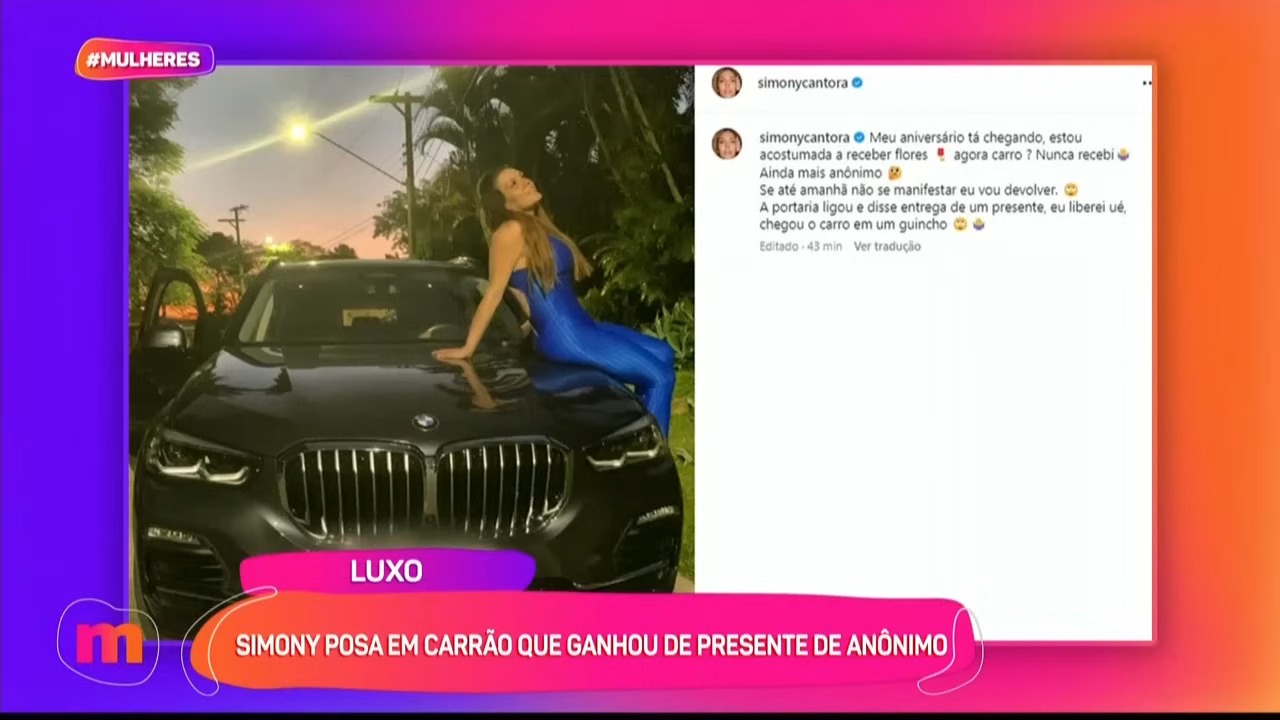 #MULHERES
simonycantora
simonycantora Meu aniversário tá chegando, estou
acostumada a receber flores 🌹 agora carro ? Nunca recebi 🤷‍♀️
Ainda mais anônimo 🤔
Se até amanhã não se manifestar eu vou devolver. 🙄
A portaria ligou e disse entrega de um presente, eu liberei ué,
chegou o carro em um guincho 🙄 🤷‍♀️
Editado · 43 min Ver tradução
LUXO
m
SIMONY POSA EM CARRÃO QUE GANHOU DE PRESENTE DE ANÔNIMO